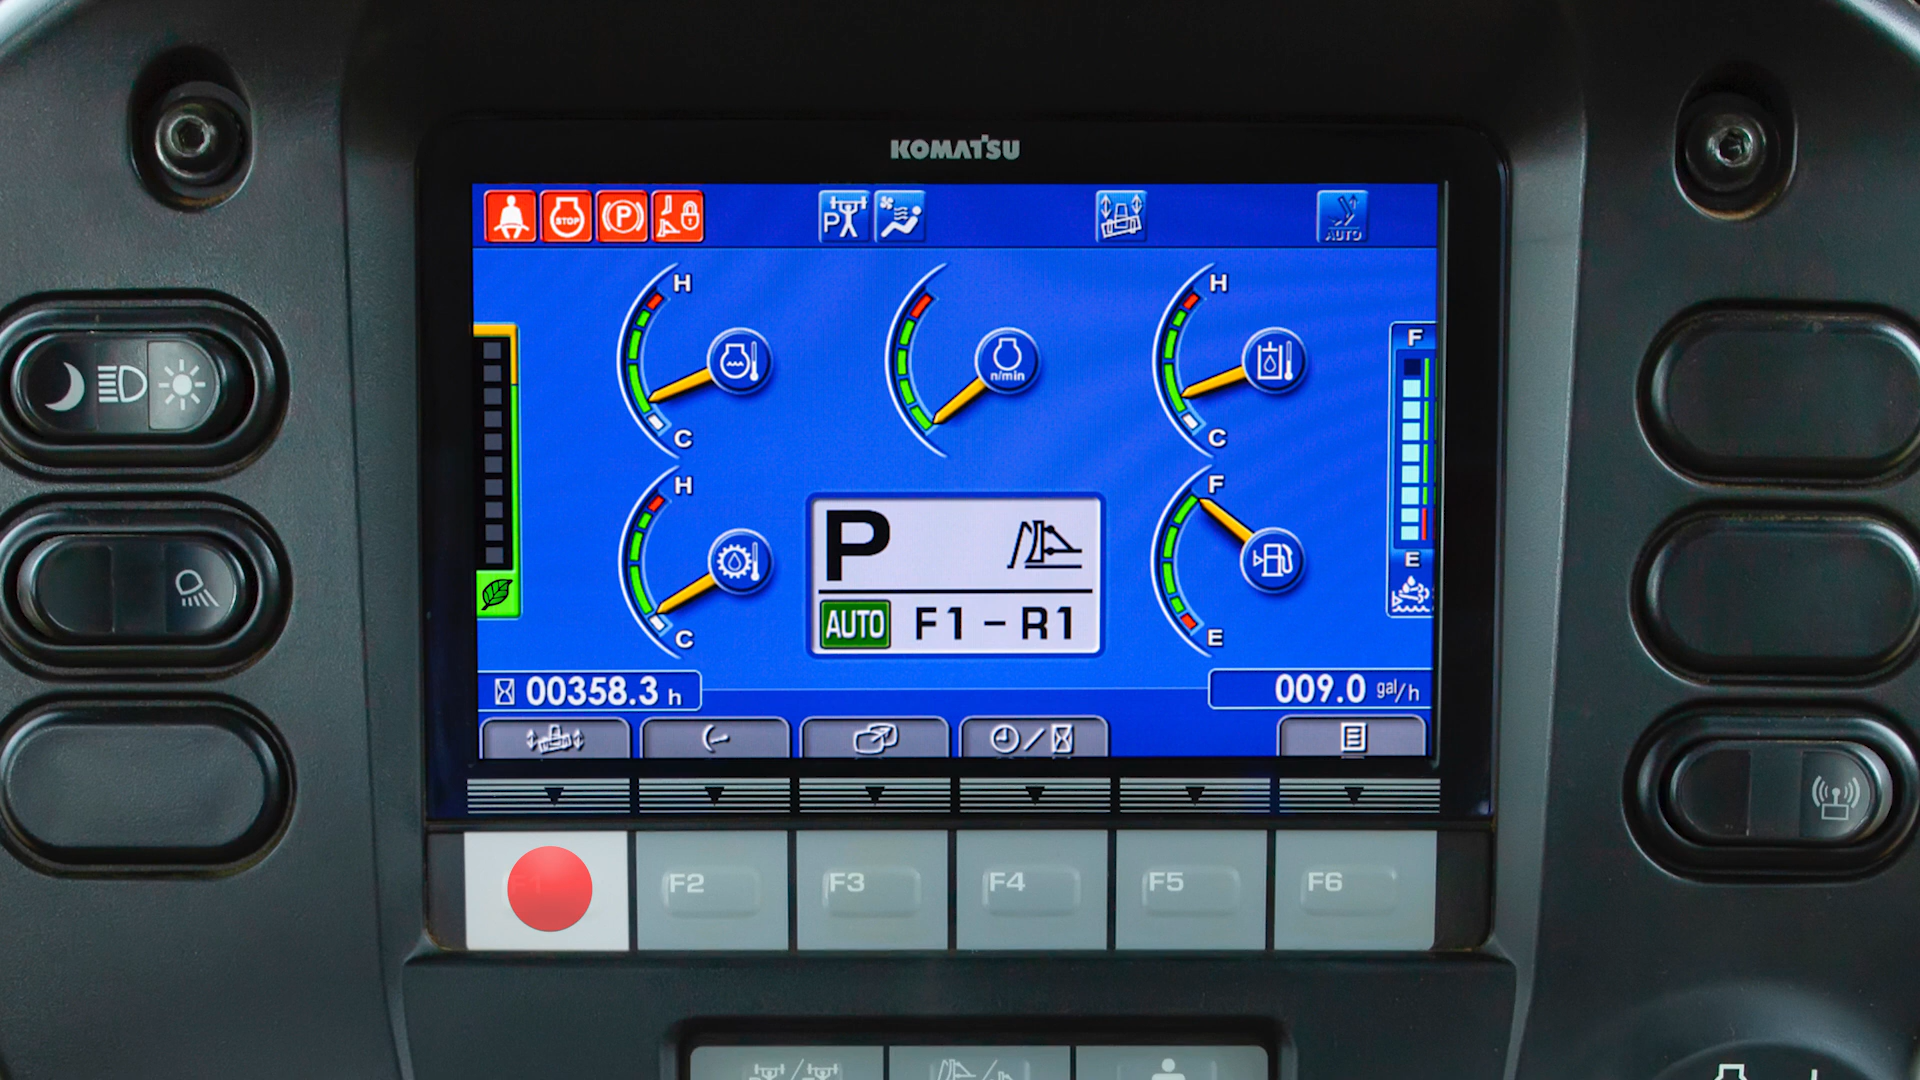 KOMATSU
STOP
P
P
AUTO
H
H
F
n/min
C
C
H
F
E
P
AUTO F1 - R1
C
E
00358.3 h
009.0 gal/h
F2 F3 F4 F5 F6